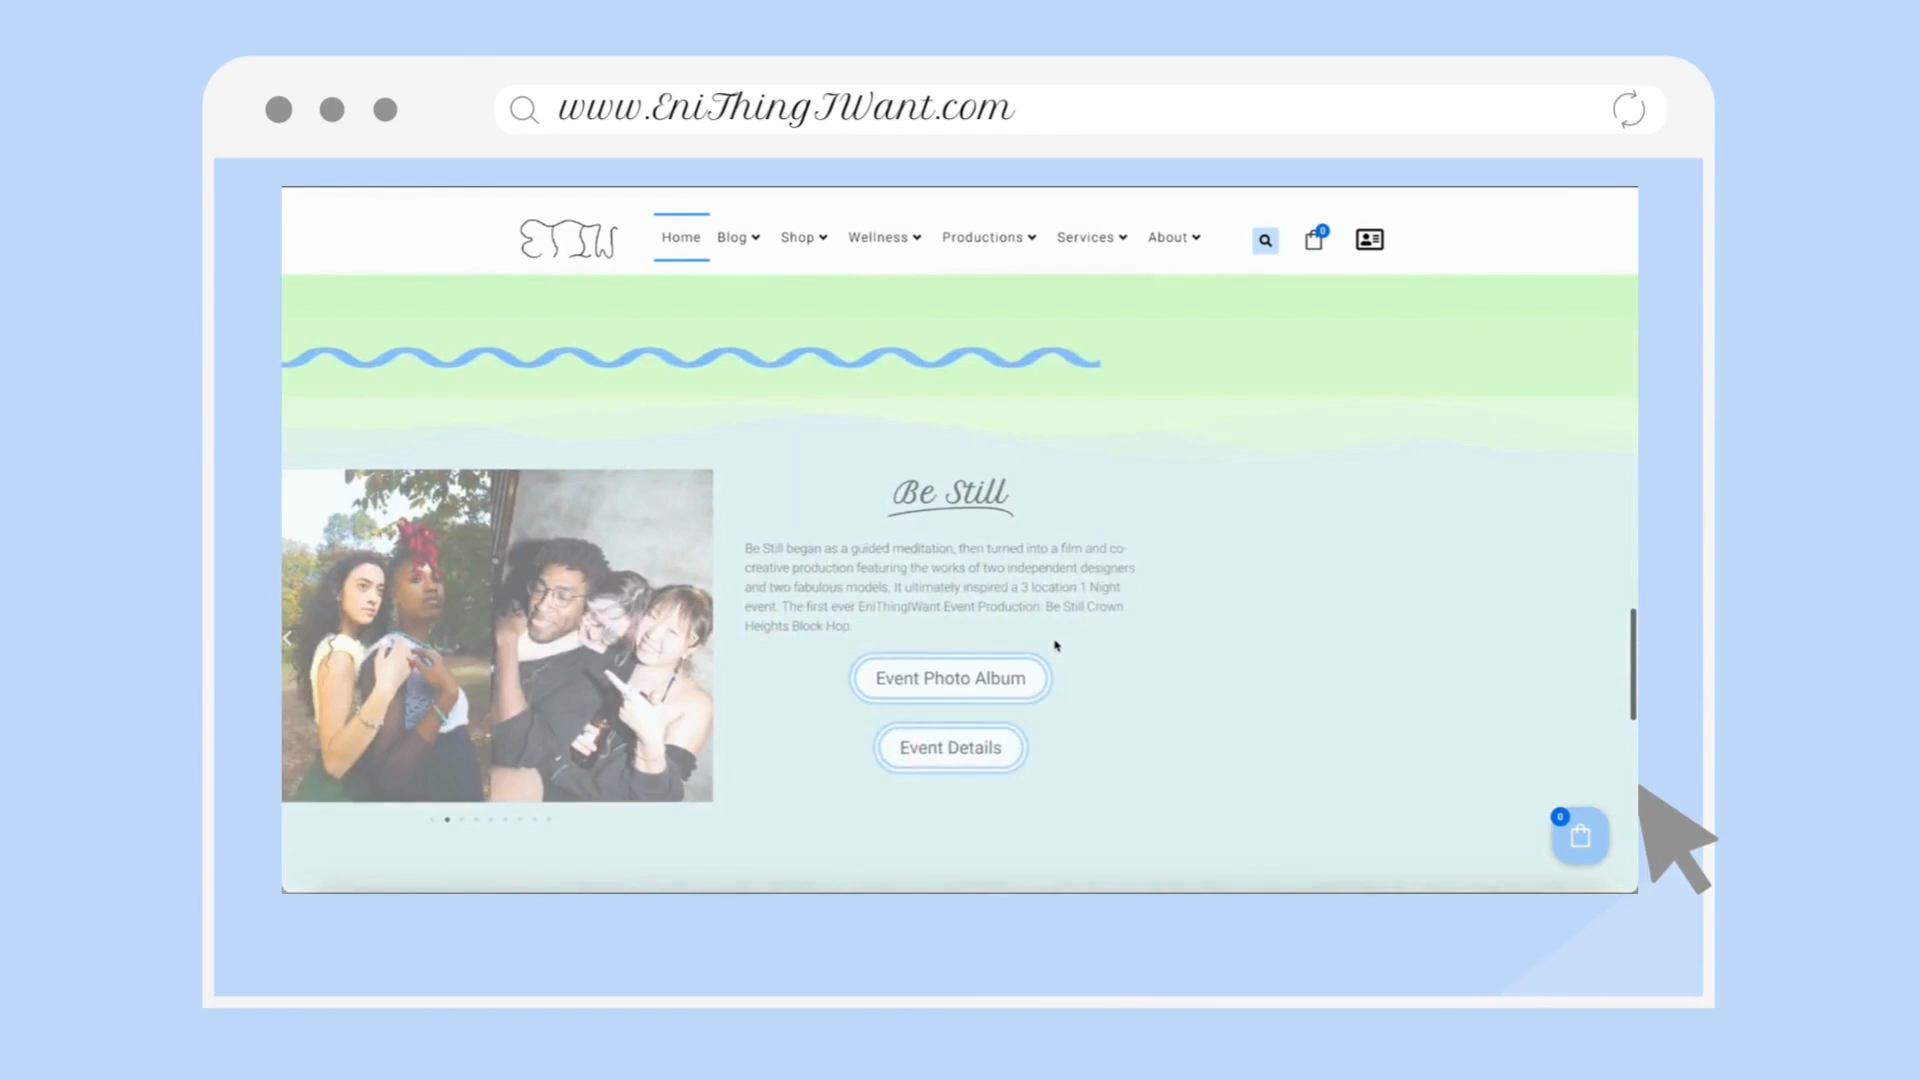 www.EniThingIWant.com
ETIW Home Blog Shop Wellness Productions Services About 0
Be Still
Be Still began as a guided meditation, then turned into a film and co-
creative production featuring the works of two independent designers
and two fabulous models. It ultimately inspired a 3 location 1 Night
event. The first ever EniThingIWant Event Production: Be Still Crown
Heights Block Hop.
Event Photo Album
Event Details
0